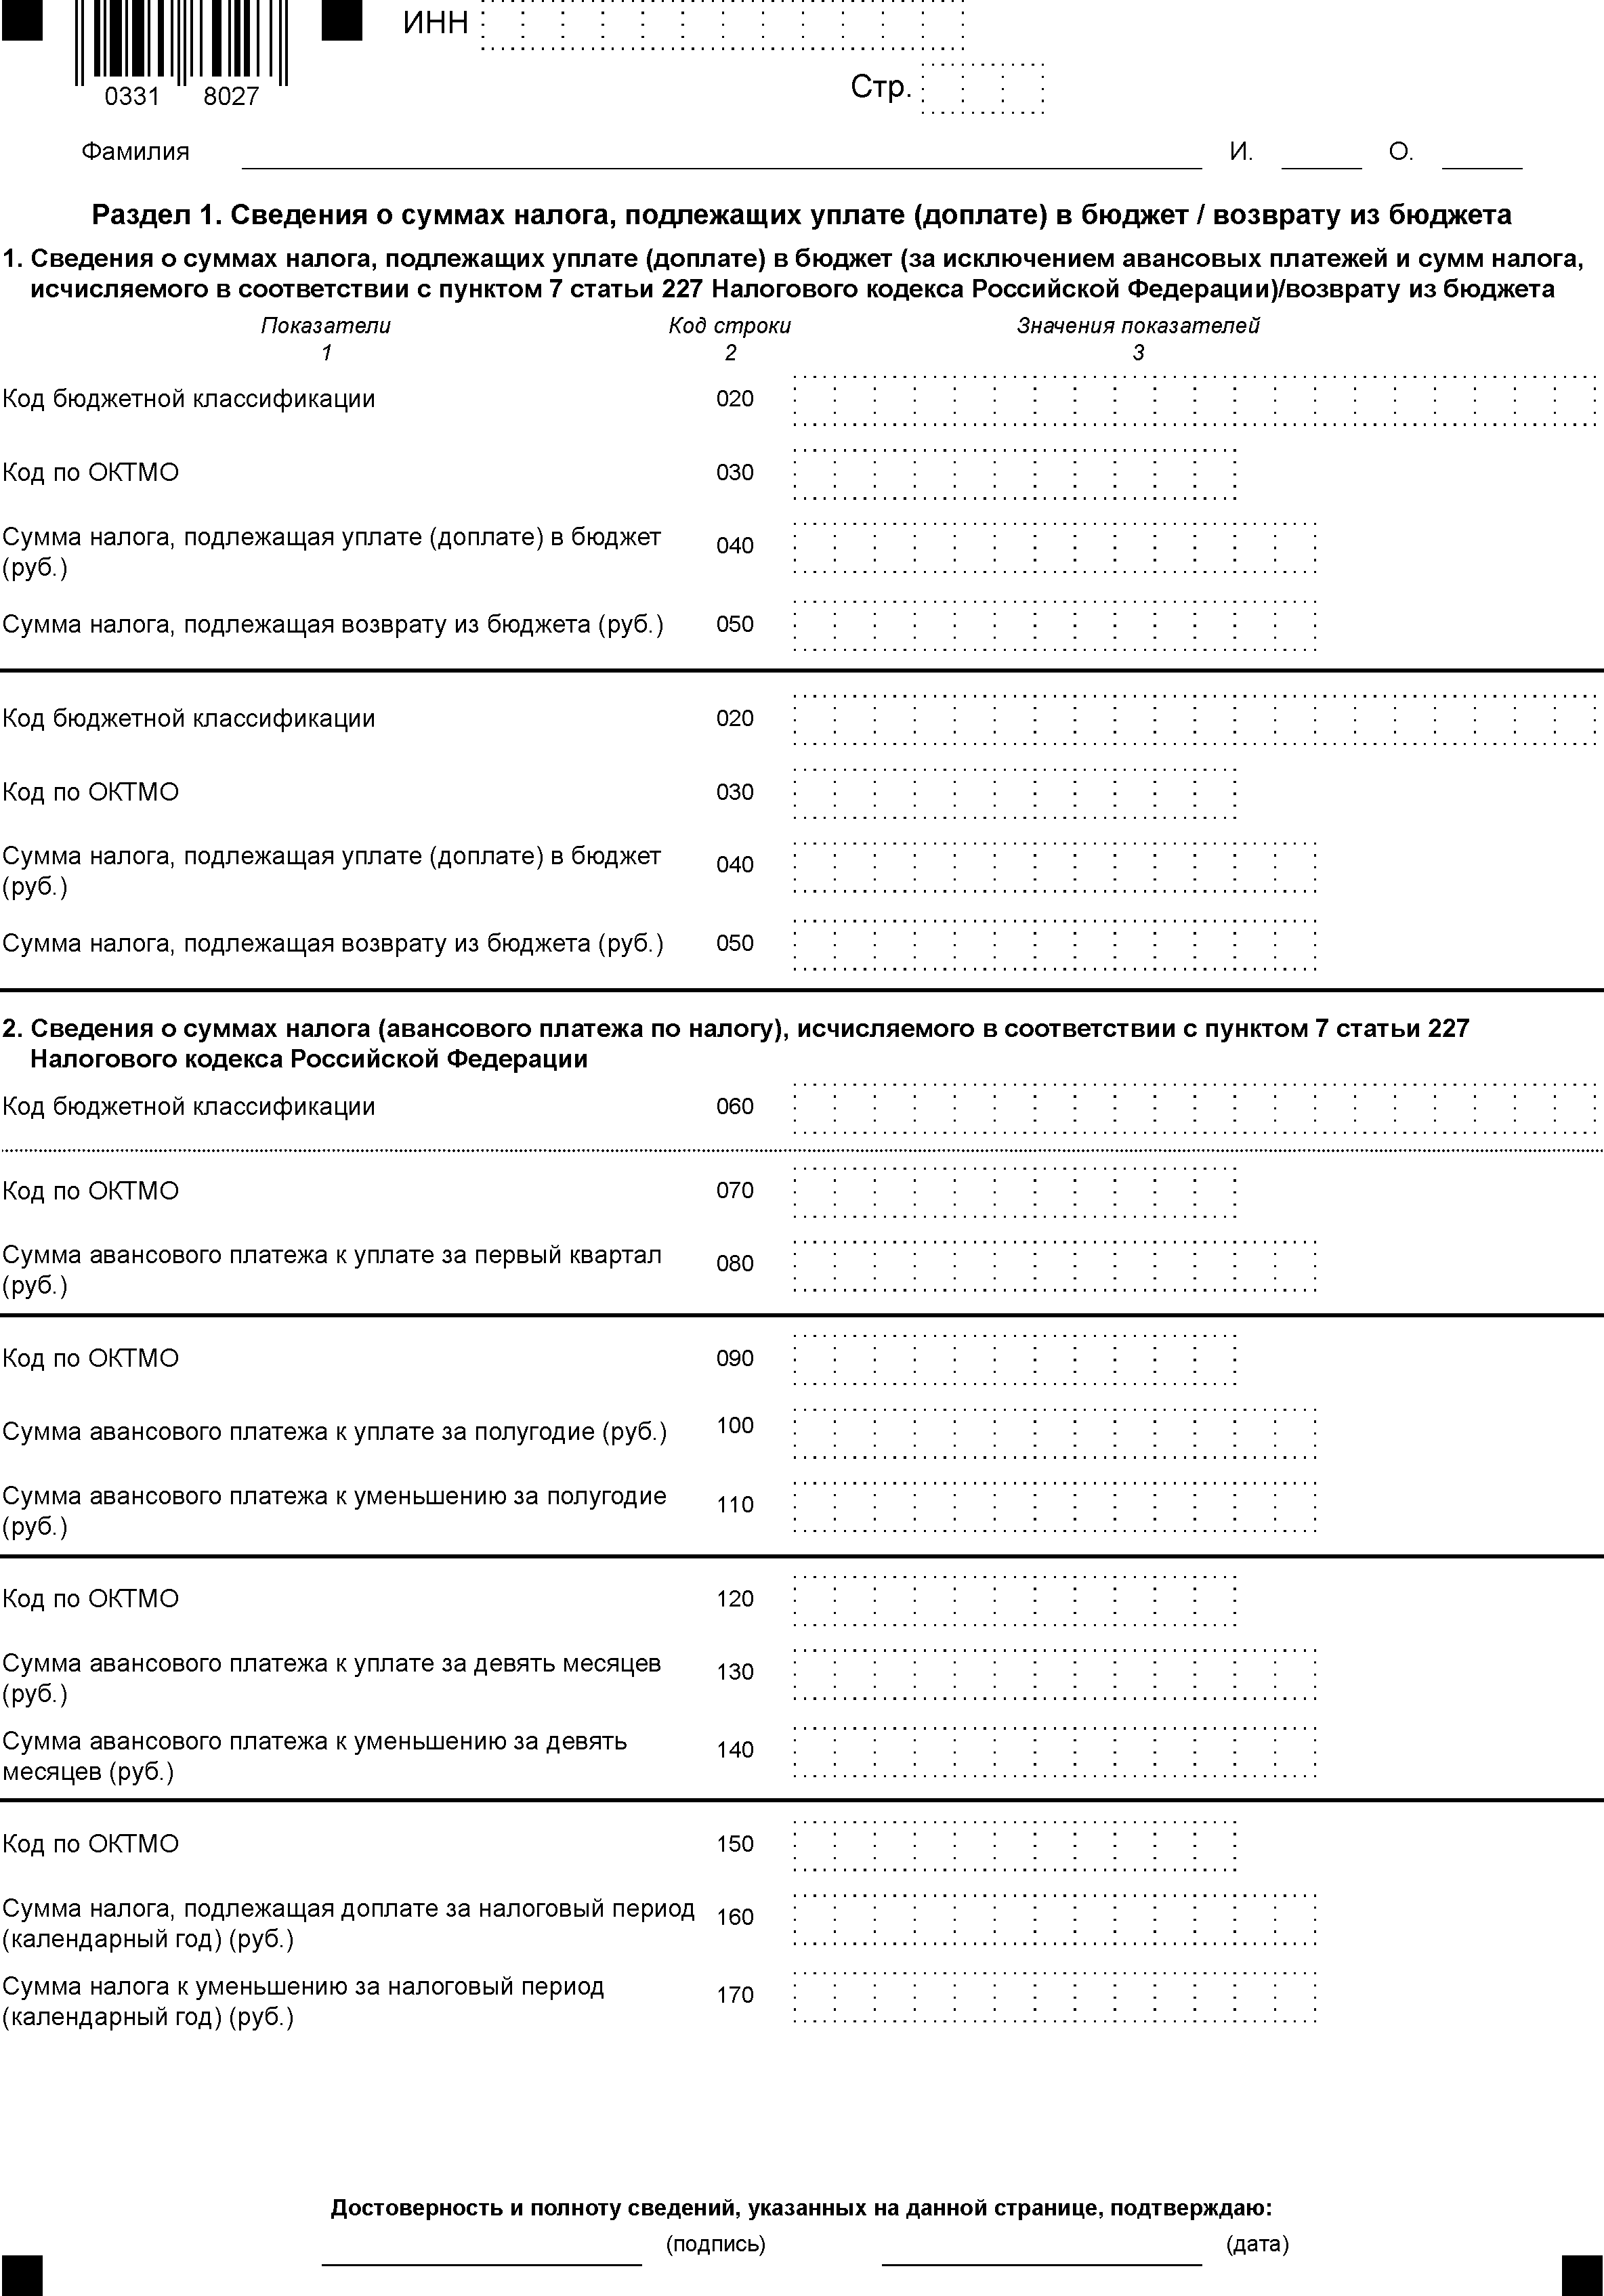 ИНН
Стр.
0331 8027
Фамилия И. О.
Раздел 1. Сведения о суммах налога, подлежащих уплате (доплате) в бюджет / возврату из бюджета
1. Сведения о суммах налога, подлежащих уплате (доплате) в бюджет (за исключением авансовых платежей и сумм налога,
исчисляемого в соответствии с пунктом 7 статьи 227 Налогового кодекса Российской Федерации)/возврату из бюджета
Показатели Код строки Значения показателей
1 2 3
Код бюджетной классификации 020
Код по ОКТМО 030
Сумма налога, подлежащая уплате (доплате) в бюджет 040
(руб.)
Сумма налога, подлежащая возврату из бюджета (руб.) 050
Код бюджетной классификации 020
Код по ОКТМО 030
Сумма налога, подлежащая уплате (доплате) в бюджет 040
(руб.)
Сумма налога, подлежащая возврату из бюджета (руб.) 050
2. Сведения о суммах налога (авансового платежа по налогу), исчисляемого в соответствии с пунктом 7 статьи 227
Налогового кодекса Российской Федерации
Код бюджетной классификации 060
Код по ОКТМО 070
Сумма авансового платежа к уплате за первый квартал 080
(руб.)
Код по ОКТМО 090
Сумма авансового платежа к уплате за полугодие (руб.) 100
Сумма авансового платежа к уменьшению за полугодие 110
(руб.)
Код по ОКТМО 120
Сумма авансового платежа к уплате за девять месяцев 130
(руб.)
Сумма авансового платежа к уменьшению за девять 140
месяцев (руб.)
Код по ОКТМО 150
Сумма налога, подлежащая доплате за налоговый период 160
(календарный год) (руб.)
Сумма налога к уменьшению за налоговый период 170
(календарный год) (руб.)
Достоверность и полноту сведений, указанных на данной странице, подтверждаю:
(подпись) (дата)